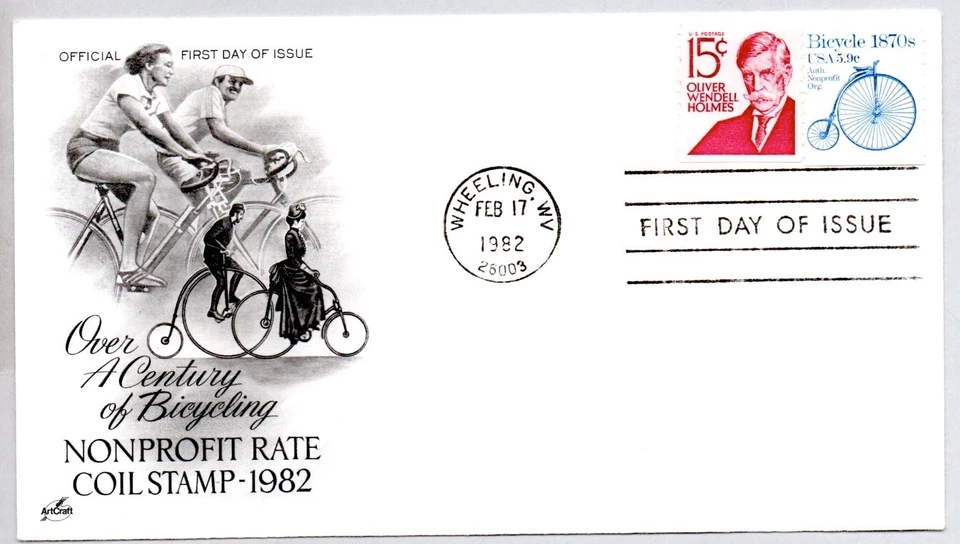 OFFICIAL FIRST DAY OF ISSUE
U.S. POSTAGE
15¢
OLIVER
WENDELL
HOLMES
Bicycle 1870s
USA 5.9c
Auth.
Nonprofit
Org.
WHEELING, WV
FEB 17
1982
26003
FIRST DAY OF ISSUE
Over
A Century
of Bicycling
NONPROFIT RATE
COIL STAMP-1982
ArtCraft